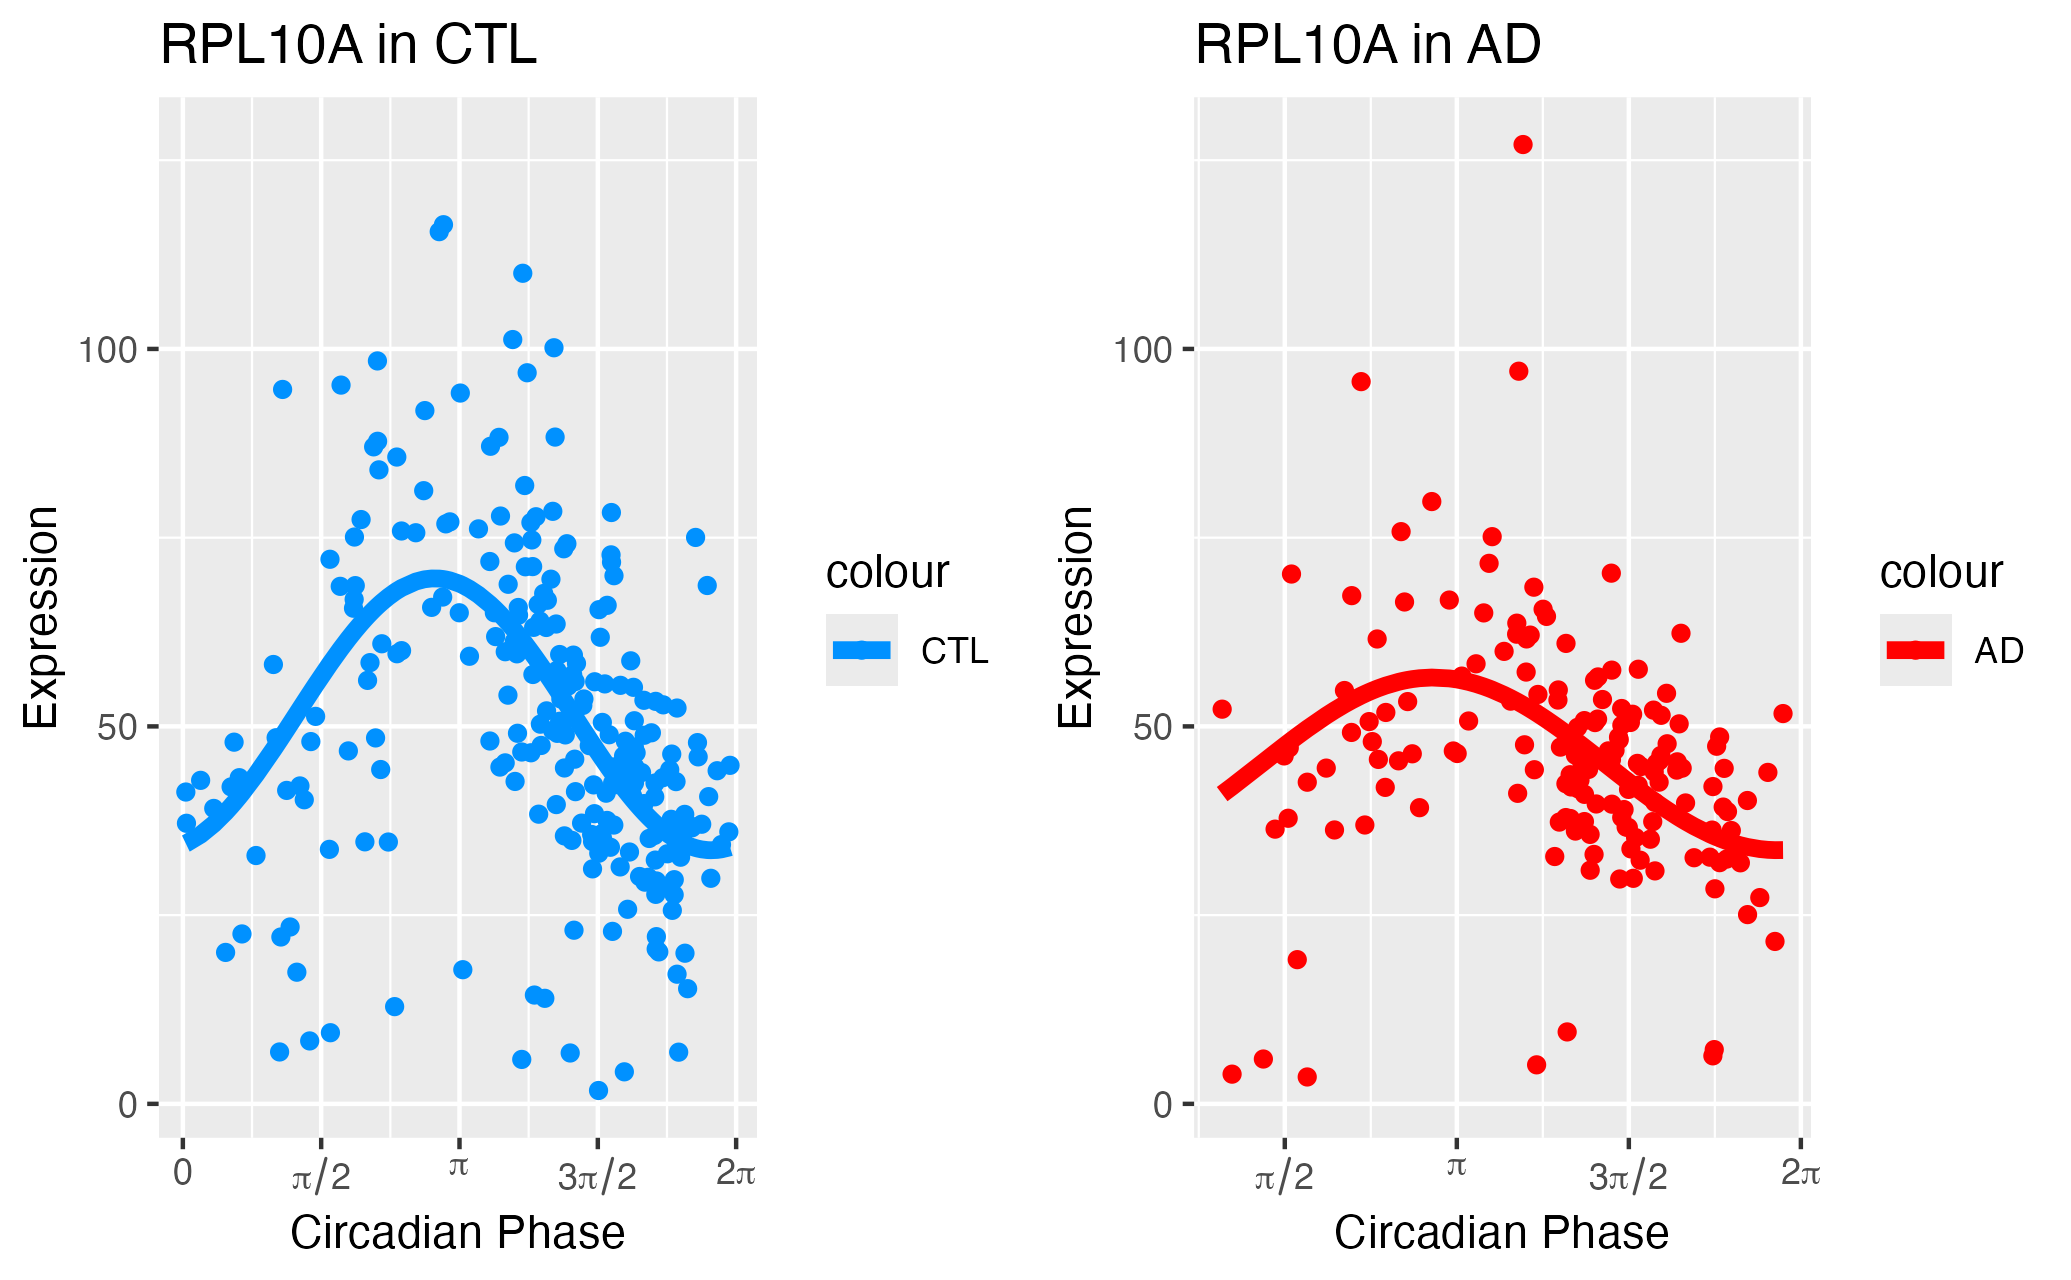 RPL10A in CTL
Expression
100
50
0
0
π/2
π
3π/2
2π
Circadian Phase
colour
CTL
RPL10A in AD
Expression
100
50
0
π/2
π
3π/2
2π
Circadian Phase
colour
AD